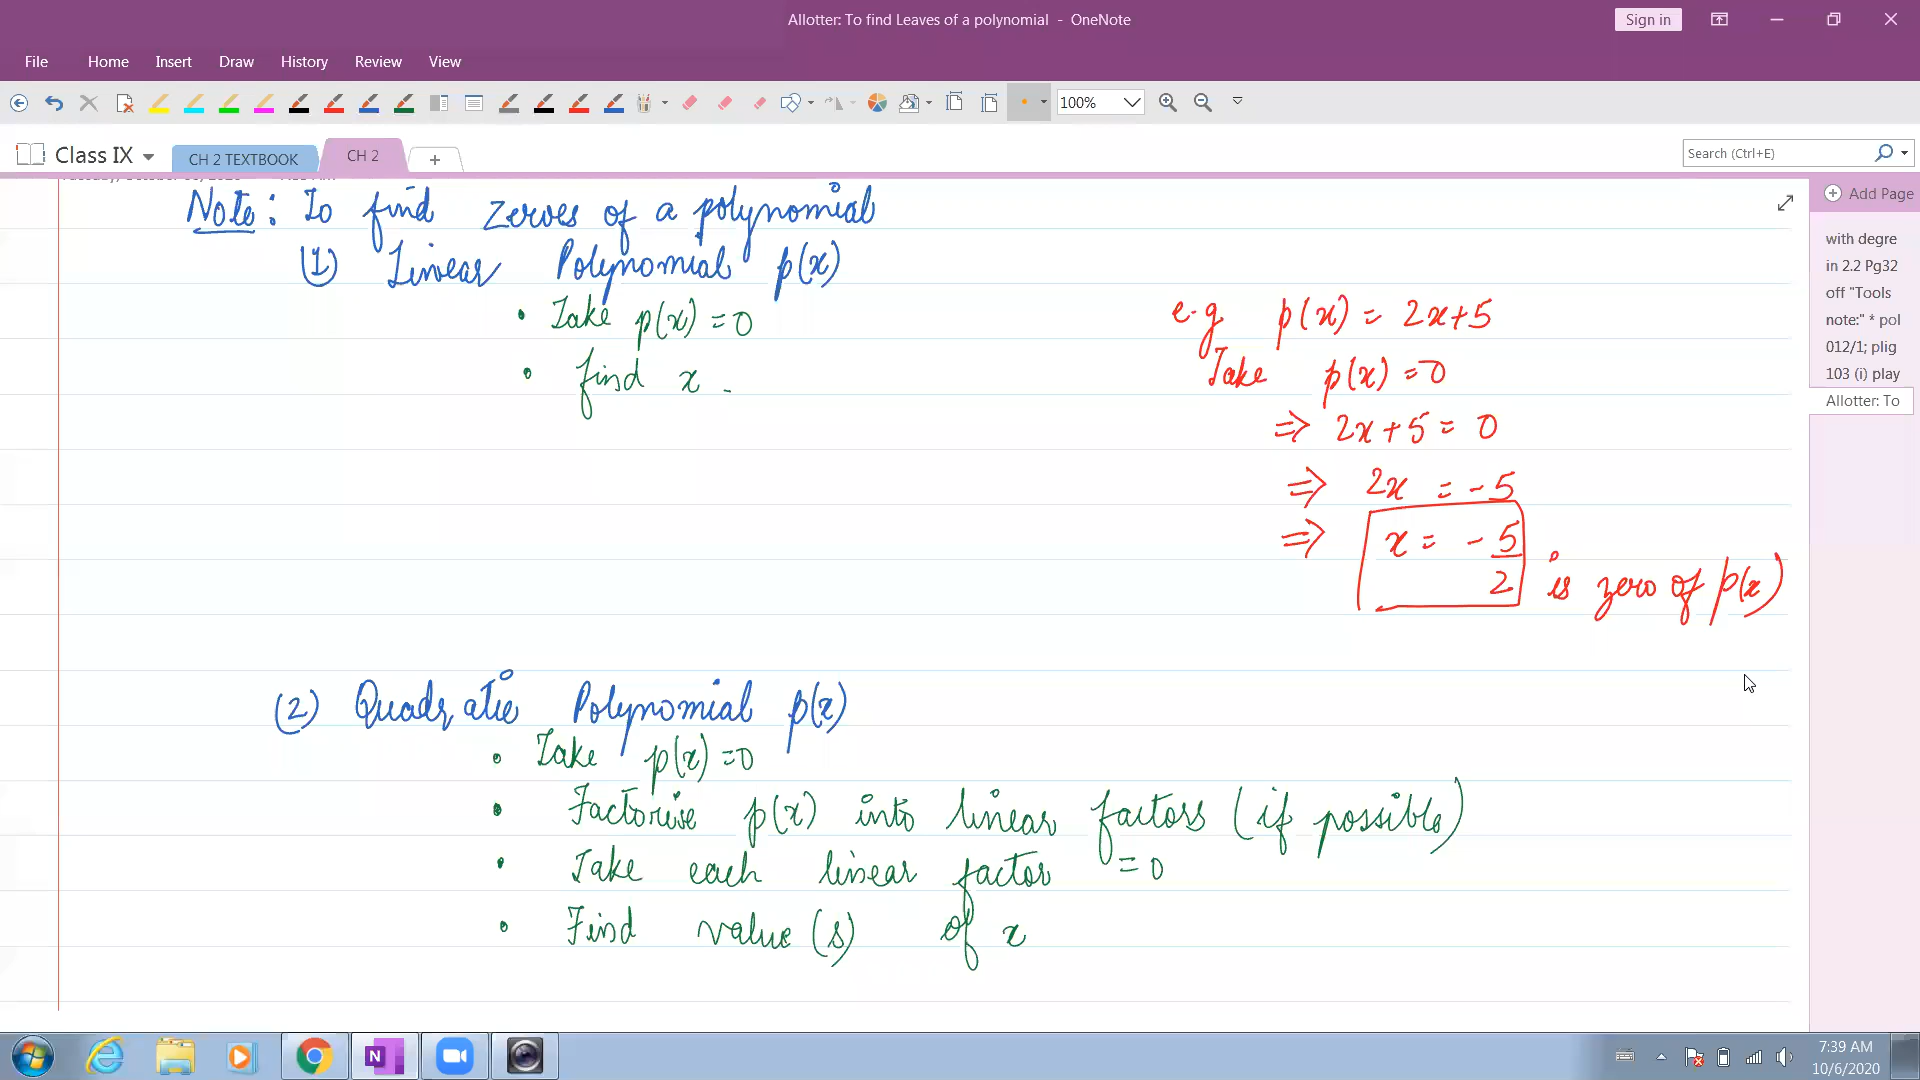 Allotter: To find Leaves of a polynomial - OneNote
Sign in
File Home Insert Draw History Review View
100%
Class IX
CH 2 TEXTBOOK
CH 2
+
Search (Ctrl+E)
Add Page
with degre
in 2.2 Pg32
off "Tools
note:" * pol
012/1; plig
103 (i) play
Allotter: To
Note: To find zeroes of a polynomial
(1) Linear Polynomial p(x)
• Take p(x) = 0
• find x -
e.g p(x) = 2x+5
Take p(x) = 0
⇒ 2x+5 = 0
⇒ 2x = -5
⇒ x = -5/2 is zero of p(x)
(2) Quadratic Polynomial p(x)
• Take p(x) = 0
• Factorise p(x) into linear factors (if possible)
• Take each linear factor = 0
• Find value(s) of x
7:39 AM
10/6/2020